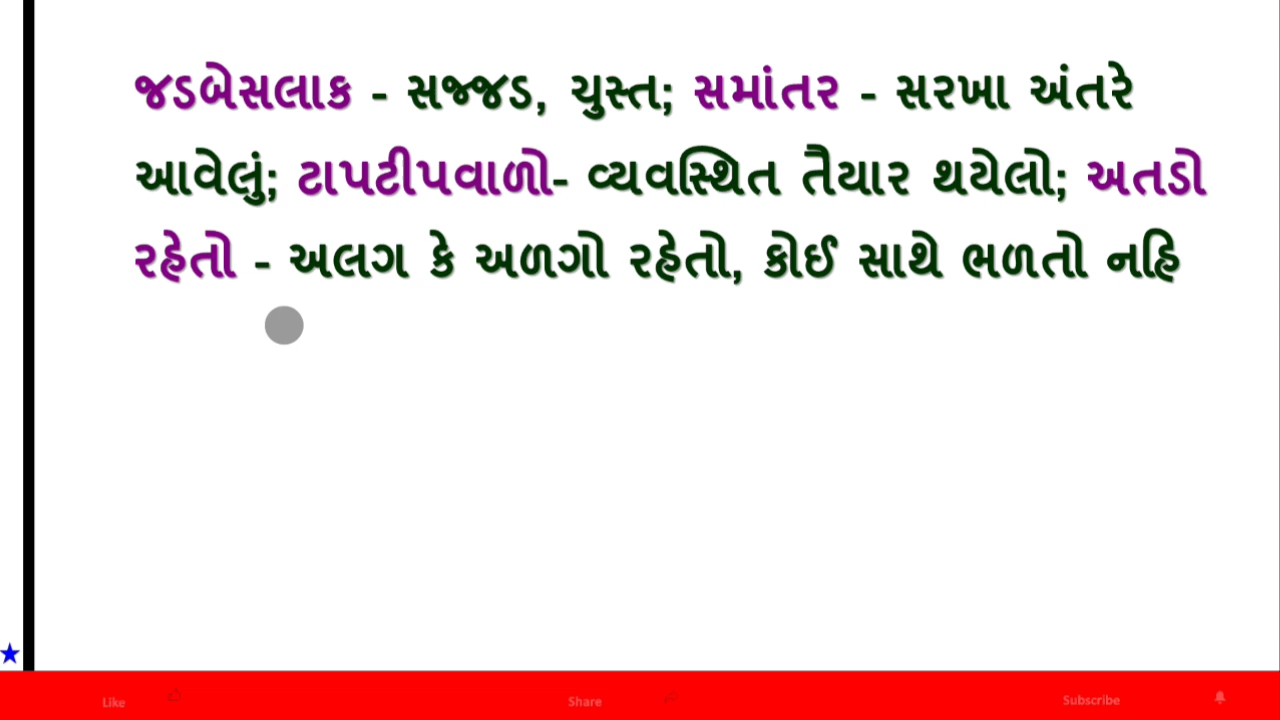 જડબેસલાક - સજ્જડ, ચુસ્ત; સમાંતર - સરખા અંતરે
આવેલું; ટાપટીપવાળો- વ્યવસ્થિત તૈયાર થયેલો; અતડો
રહેતો - અલગ કે અળગો રહેતો, કોઈ સાથે ભળતો નહિ
Like Share Subscribe